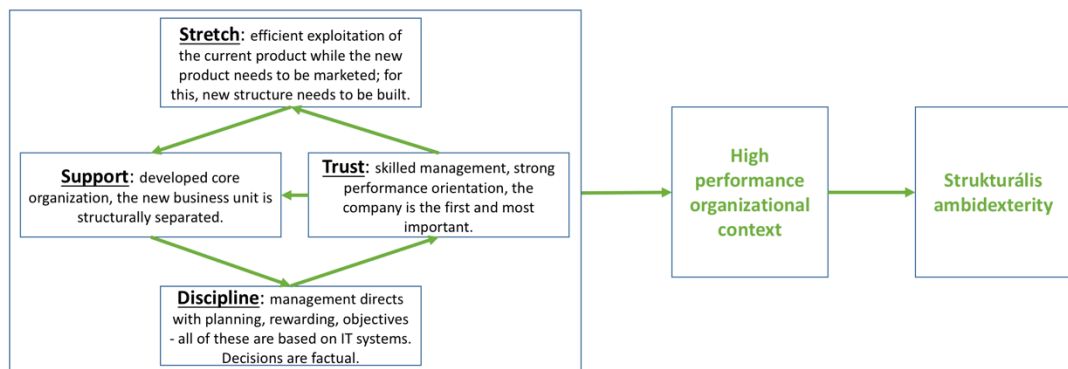 Stretch: efficient exploitation of
the current product while the new
product needs to be marketed; for
this, new structure needs to be built.
Support: developed core
organization, the new business unit is
structurally separated.
Trust: skilled management, strong
performance orientation, the
company is the first and most
important.
Discipline: management directs
with planning, rewarding, objectives
- all of these are based on IT systems.
Decisions are factual.
High
performance
organizational
context
Strukturális
ambidexterity